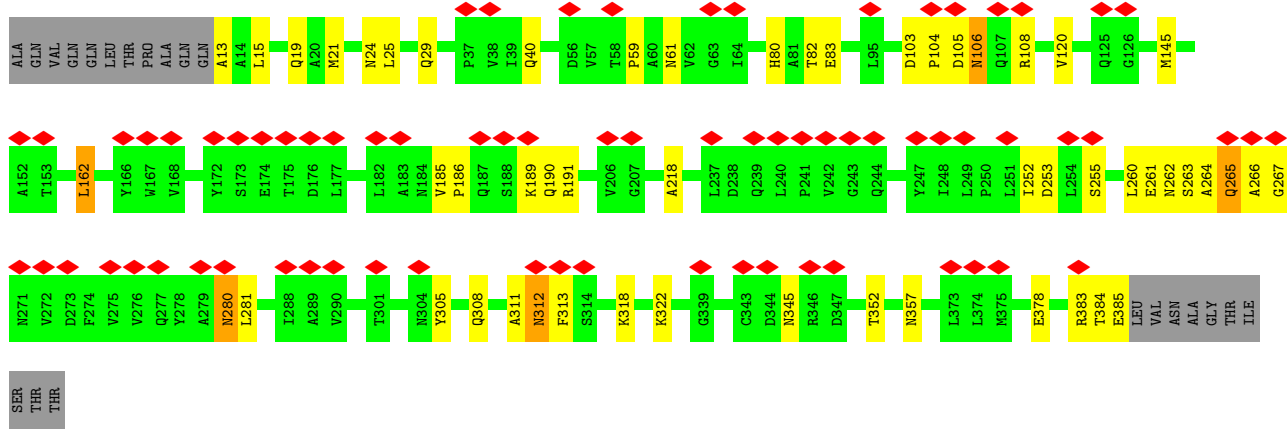 ALA GLN VAL GLN GLN LEU THR PRO ALA GLN GLN A13 A14 L15 Q19 A20 M21 N24 L25 Q29 P37 V38 I39 Q40 D56 V57 T58 P59 A60 N61 V62 G63 I64 H80 A81 T82 E83 L95 D103 P104 D105 N106 Q107 R108 V120 Q125 G126 M145
A152 T153 L162 Y166 W167 V168 Y172 S173 E174 T175 D176 L177 L182 A183 N184 V185 P186 Q187 S188 K189 Q190 R191 V206 G207 A218 L237 D238 Q239 L240 P241 V242 G243 Q244 Y247 I248 L249 P250 L251 I252 D253 L254 S255 L260 E261 N262 S263 A264 Q265 A266 G267
N271 V272 D273 F274 V275 V276 Q277 Y278 A279 N280 L281 I288 A289 V290 T301 N304 Y305 Q308 A311 N312 F313 S314 K318 K322 G339 C343 D344 N345 R346 D347 T352 N357 L373 L374 M375 E378 R383 T384 E385 LEU VAL ASN ALA GLY THR ILE
SER THR THR